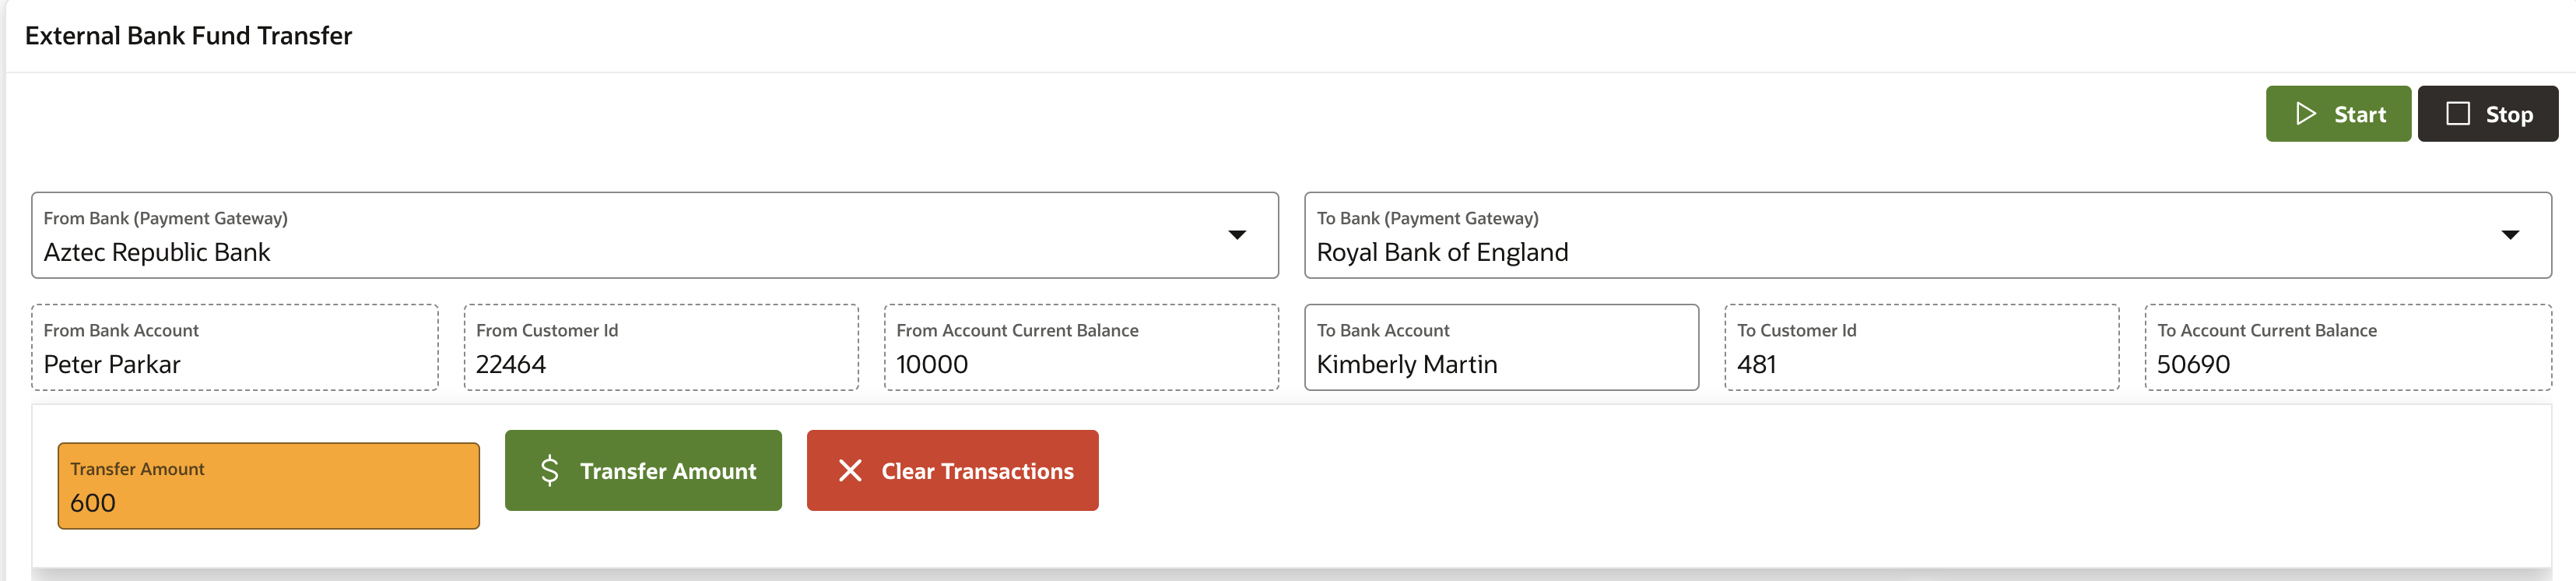 External Bank Fund Transfer
Start
Stop
From Bank (Payment Gateway)
Aztec Republic Bank
To Bank (Payment Gateway)
Royal Bank of England
From Bank Account
Peter Parkar
From Customer Id
22464
From Account Current Balance
10000
To Bank Account
Kimberly Martin
To Customer Id
481
To Account Current Balance
50690
Transfer Amount
600
$ Transfer Amount
Clear Transactions